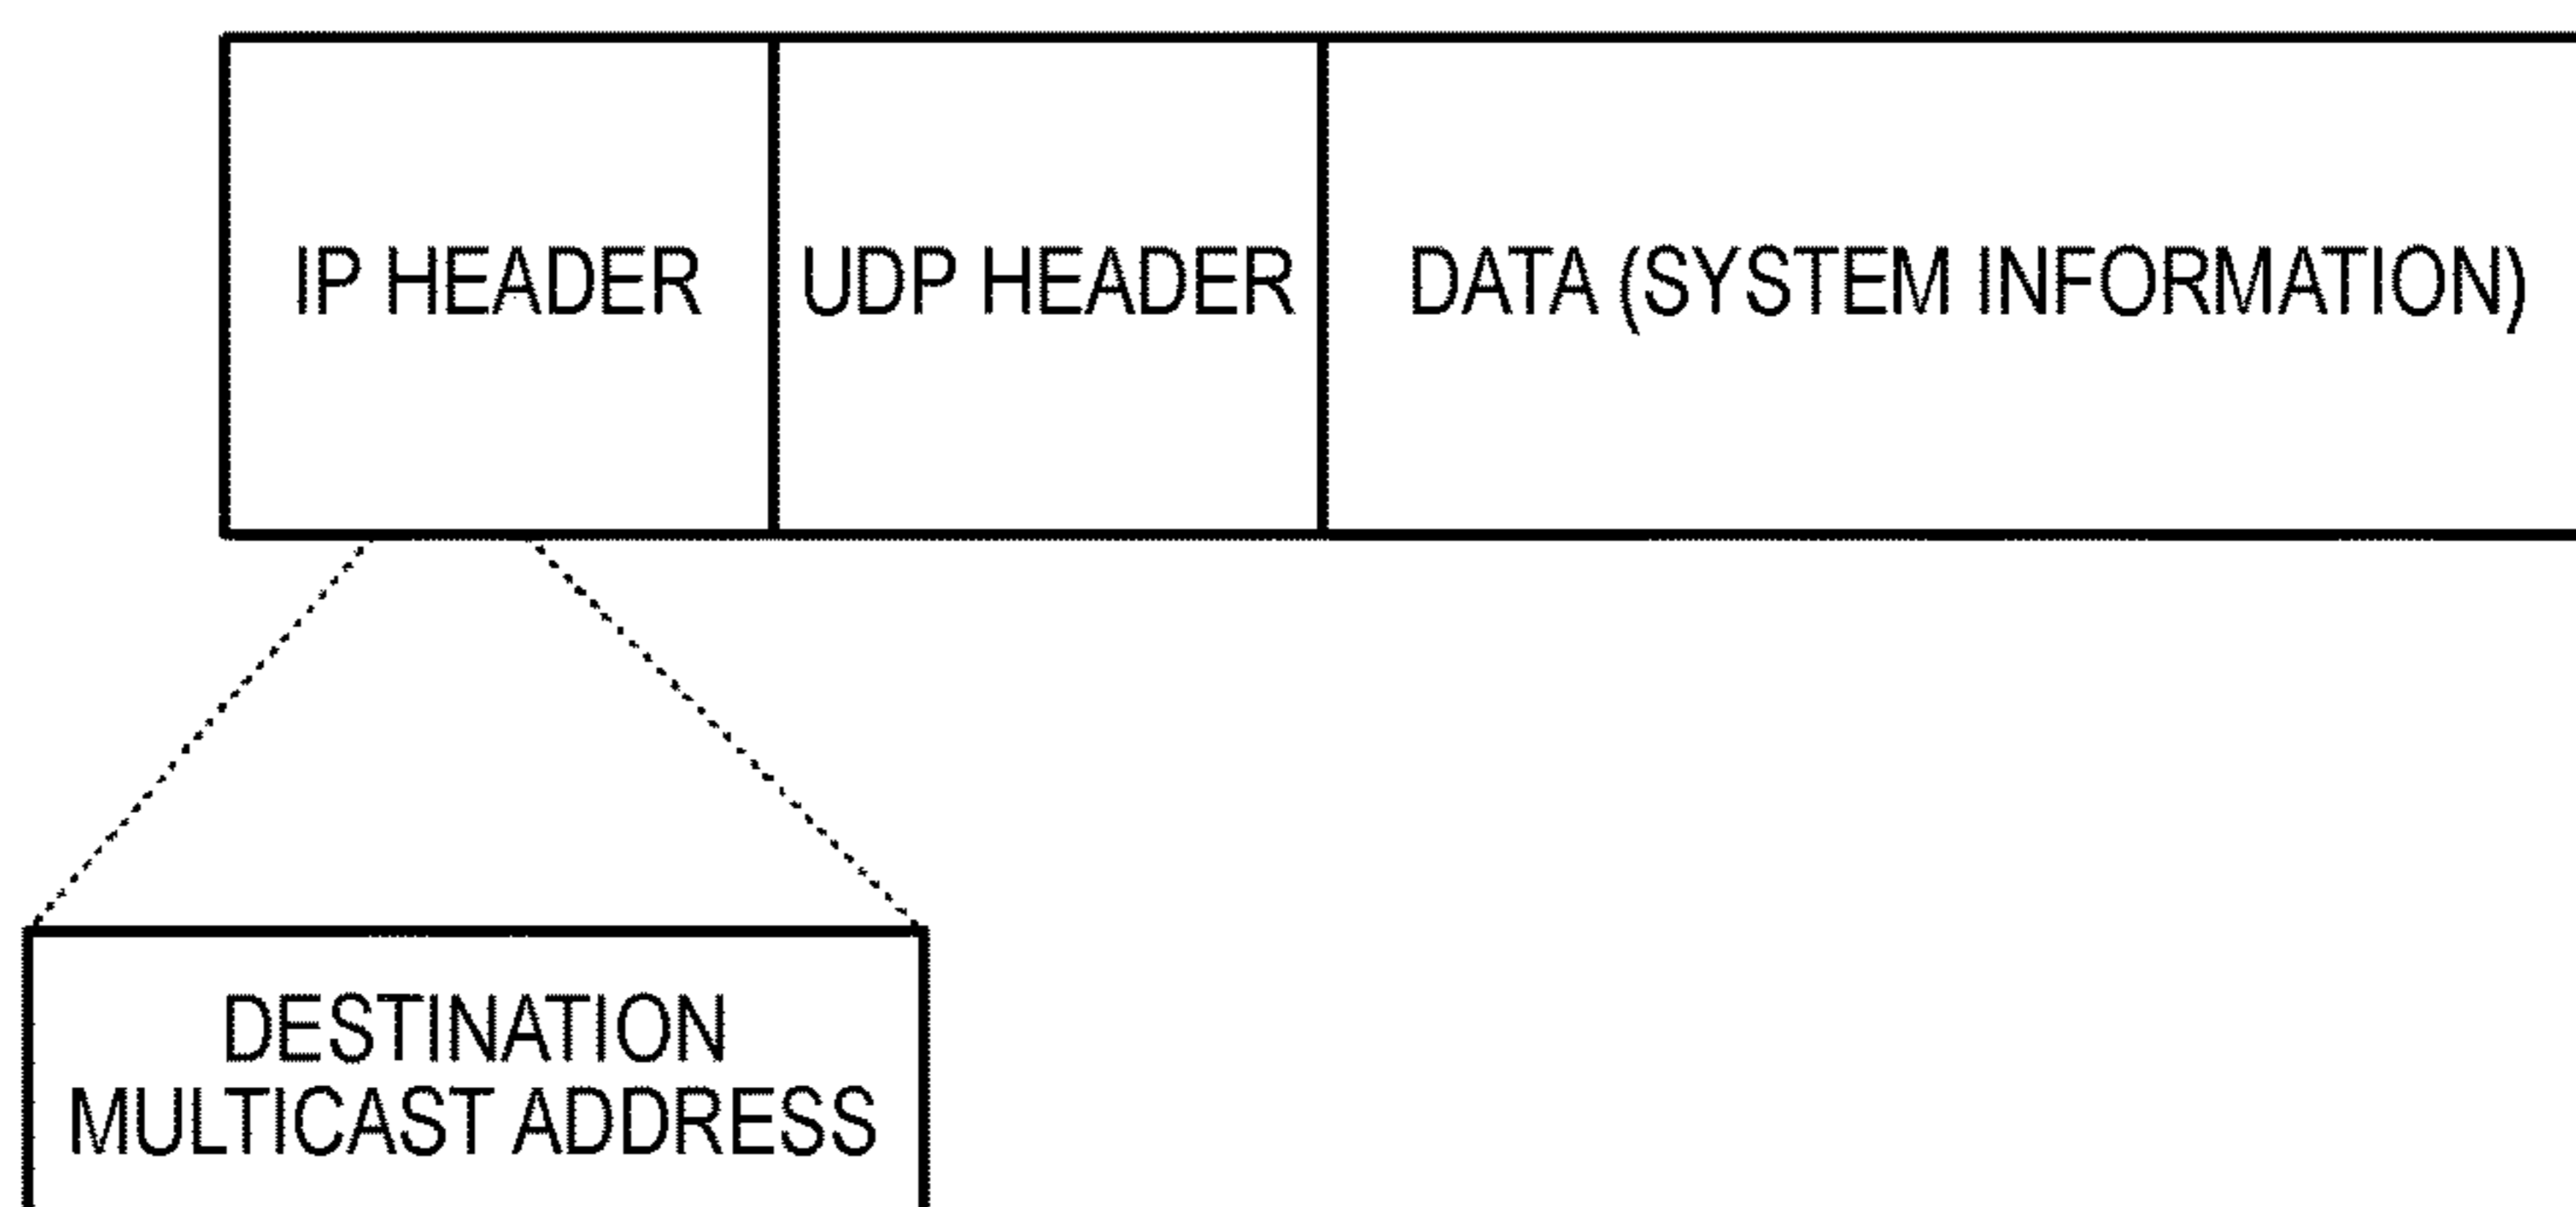 IP HEADER UDP HEADER DATA (SYSTEM INFORMATION)
DESTINATION
MULTICAST ADDRESS